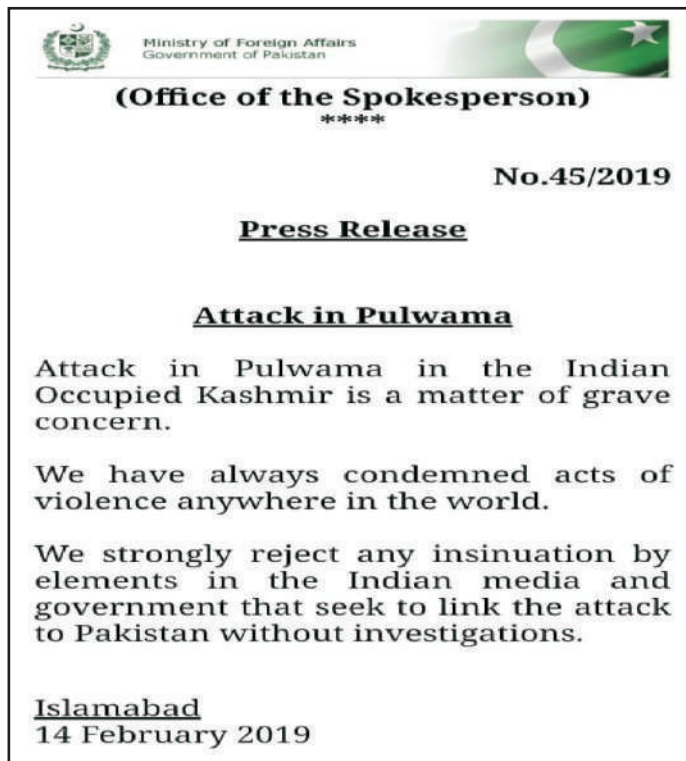 Ministry of Foreign Affairs
Government of Pakistan
(Office of the Spokesperson)
****
No.45/2019
Press Release
Attack in Pulwama
Attack in Pulwama in the Indian
Occupied Kashmir is a matter of grave
concern.
We have always condemned acts of
violence anywhere in the world.
We strongly reject any insinuation by
elements in the Indian media and
government that seek to link the attack
to Pakistan without investigations.
Islamabad
14 February 2019